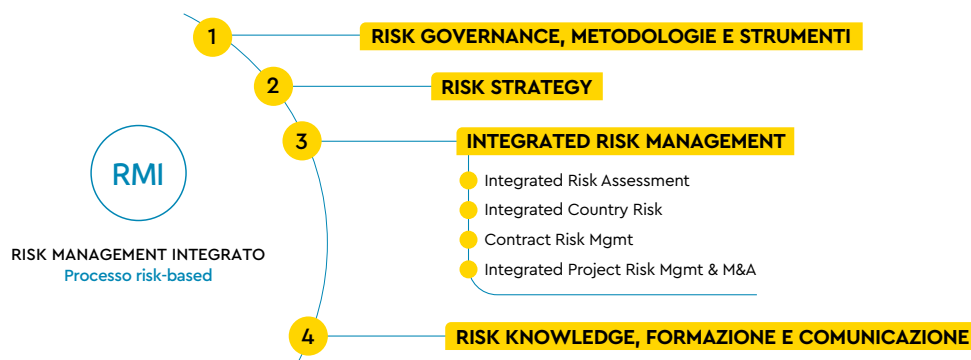 1
RISK GOVERNANCE, METODOLOGIE E STRUMENTI
2
RISK STRATEGY
3
INTEGRATED RISK MANAGEMENT
Integrated Risk Assessment
Integrated Country Risk
Contract Risk Mgmt
Integrated Project Risk Mgmt & M&A
RMI
RISK MANAGEMENT INTEGRATO
Processo risk-based
4
RISK KNOWLEDGE, FORMAZIONE E COMUNICAZIONE